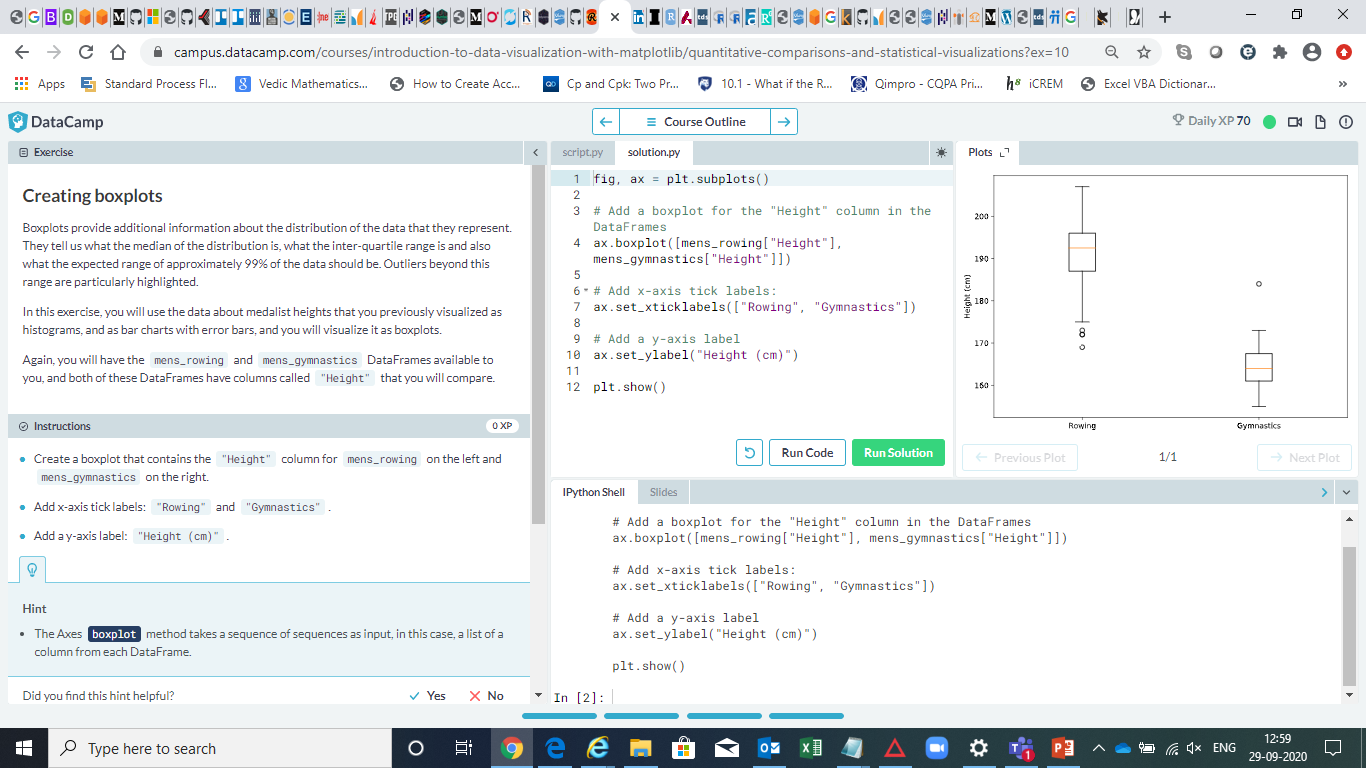 campus.datacamp.com/courses/introduction-to-data-visualization-with-matplotlib/quantitative-comparisons-and-statistical-visualizations?ex=10
Apps
Standard Process Fl...
Vedic Mathematics...
How to Create Acc...
Cp and Cpk: Two Pr...
10.1 - What if the R...
Qimpro - CQPA Pri...
iCREM
Excel VBA Dictionar...
»
DataCamp
Course Outline
Daily XP 70
Exercise
Creating boxplots
Boxplots provide additional information about the distribution of the data that they represent.
They tell us what the median of the distribution is, what the inter-quartile range is and also
what the expected range of approximately 99% of the data should be. Outliers beyond this
range are particularly highlighted.
In this exercise, you will use the data about medalist heights that you previously visualized as
histograms, and as bar charts with error bars, and you will visualize it as boxplots.
Again, you will have the mens_rowing and mens_gymnastics DataFrames available to
you, and both of these DataFrames have columns called "Height" that you will compare.
Instructions
0 XP
• Create a boxplot that contains the "Height" column for mens_rowing on the left and
mens_gymnastics on the right.
• Add x-axis tick labels: "Rowing" and "Gymnastics" .
• Add a y-axis label: "Height (cm)" .
Hint
• The Axes boxplot method takes a sequence of sequences as input, in this case, a list of a
column from each DataFrame.
Did you find this hint helpful?
Yes
No
script.py
solution.py
1 fig, ax = plt.subplots()
2
3 # Add a boxplot for the "Height" column in the
DataFrames
4 ax.boxplot([mens_rowing["Height"],
mens_gymnastics["Height"]])
5
6 # Add x-axis tick labels:
7 ax.set_xticklabels(["Rowing", "Gymnastics"])
8
9 # Add a y-axis label
10 ax.set_ylabel("Height (cm)")
11
12 plt.show()
Run Code
Run Solution
Plots
200
190
180
170
160
Height (cm)
Rowing
Gymnastics
Previous Plot
1/1
Next Plot
IPython Shell
Slides
# Add a boxplot for the "Height" column in the DataFrames
ax.boxplot([mens_rowing["Height"], mens_gymnastics["Height"]])
# Add x-axis tick labels:
ax.set_xticklabels(["Rowing", "Gymnastics"])
# Add a y-axis label
ax.set_ylabel("Height (cm)")
plt.show()
In [2]:
Type here to search
ENG
12:59
29-09-2020